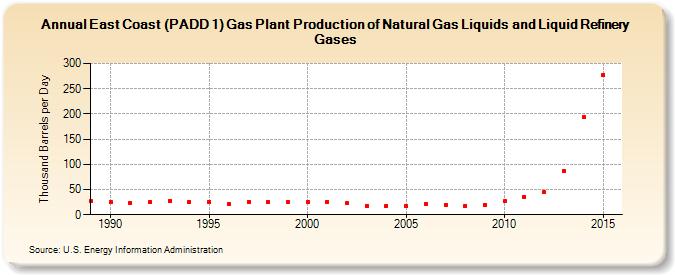 Annual East Coast (PADD 1) Gas Plant Production of Natural Gas Liquids and Liquid Refinery
Gases
Thousand Barrels per Day
300
250
200
150
100
50
0
1990 1995 2000 2005 2010 2015
Source: U.S. Energy Information Administration